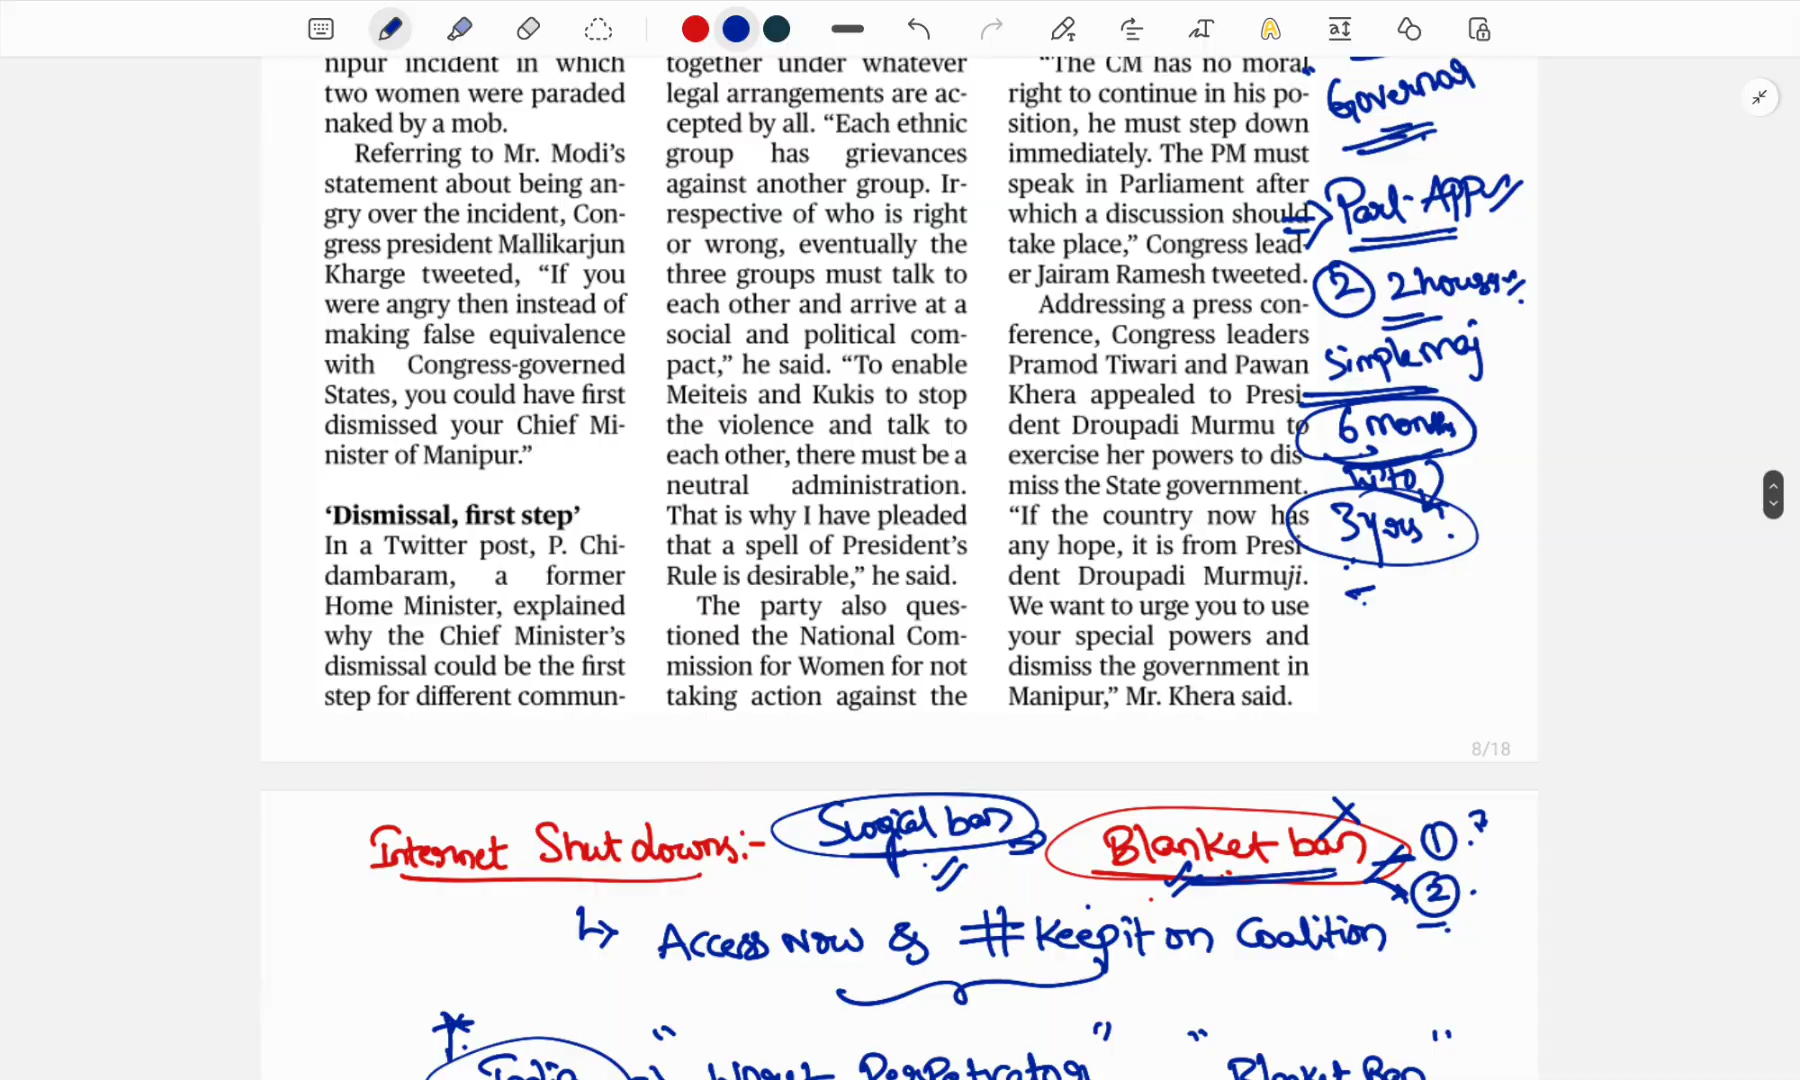 nipur incident in which
two women were paraded
naked by a mob.
Referring to Mr. Modi's
statement about being an-
gry over the incident, Con-
gress president Mallikarjun
Kharge tweeted, "If you
were angry then instead of
making false equivalence
with Congress-governed
States, you could have first
dismissed your Chief Mi-
nister of Manipur."
'Dismissal, first step'
In a Twitter post, P. Chi-
dambaram, a former
Home Minister, explained
why the Chief Minister's
dismissal could be the first
step for different commun-
together under whatever
legal arrangements are ac-
cepted by all. "Each ethnic
group has grievances
against another group. Ir-
respective of who is right
or wrong, eventually the
three groups must talk to
each other and arrive at a
social and political com-
pact," he said. "To enable
Meiteis and Kukis to stop
the violence and talk to
each other, there must be a
neutral administration.
That is why I have pleaded
that a spell of President's
Rule is desirable," he said.
The party also ques-
tioned the National Com-
mission for Women for not
taking action against the
"The CM has no moral
right to continue in his po-
sition, he must step down
immediately. The PM must
speak in Parliament after
which a discussion should
take place," Congress lead-
er Jairam Ramesh tweeted.
Addressing a press con-
ference, Congress leaders
Pramod Tiwari and Pawan
Khera appealed to Presi-
dent Droupadi Murmu to
exercise her powers to dis
miss the State government.
"If the country now has
any hope, it is from Presi
dent Droupadi Murmuji.
We want to urge you to use
your special powers and
dismiss the government in
Manipur," Mr. Khera said.
Governor
Parl. App
2 2 houses
Simple maj
6 months
3 yrs
8/18
Internet Shutdowns:- ban Blanket ban 1 ?
2
Access Now & #Keepit on Coalition
India " Worst Perpetrator " " Blanket Ban "